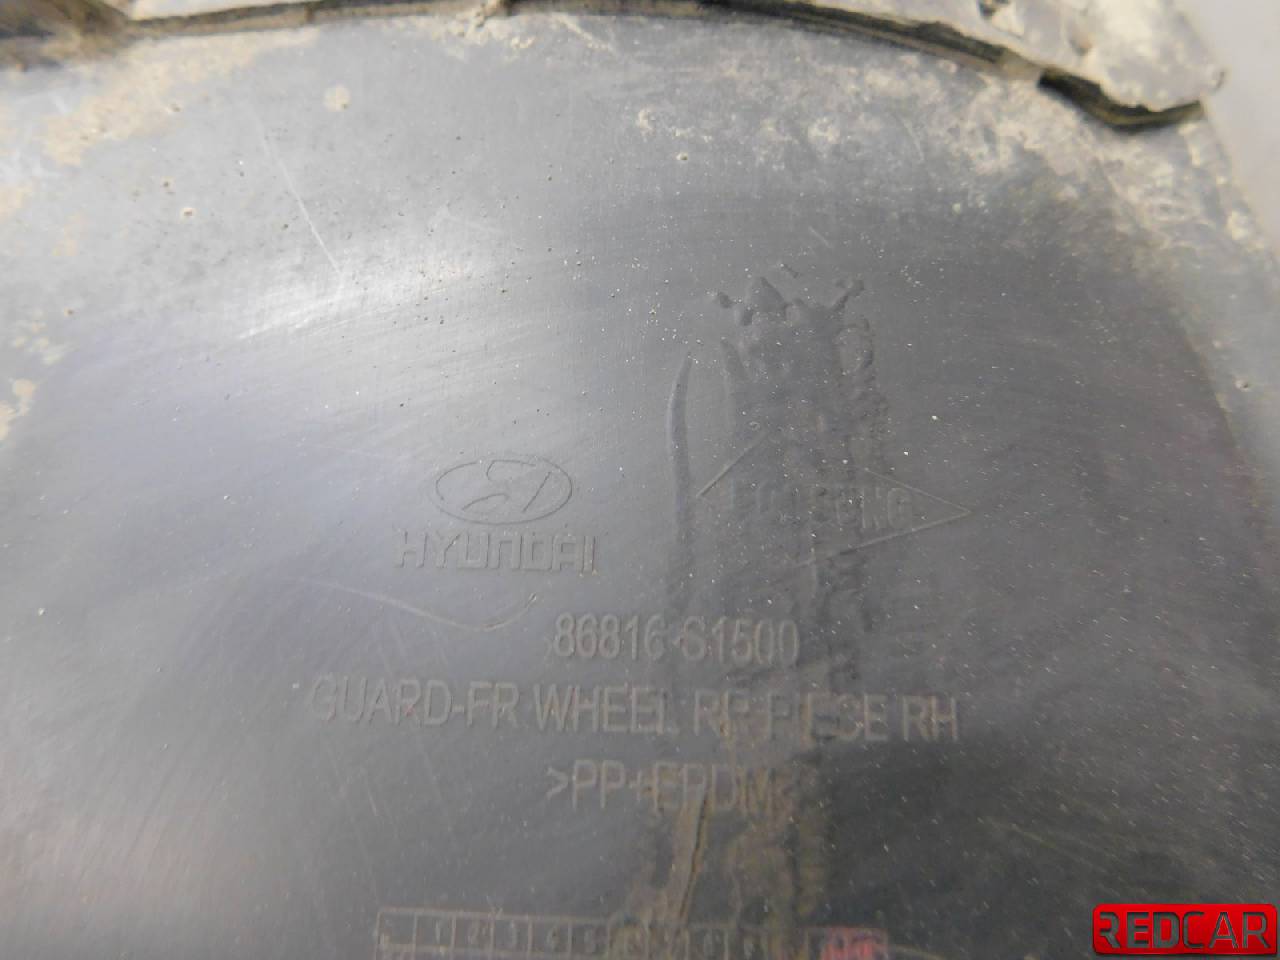 HYUNDAI
86816-S1500
GUARD-FR WHEEL RR PIECE RH
>PP+EPDM<
REDCAR